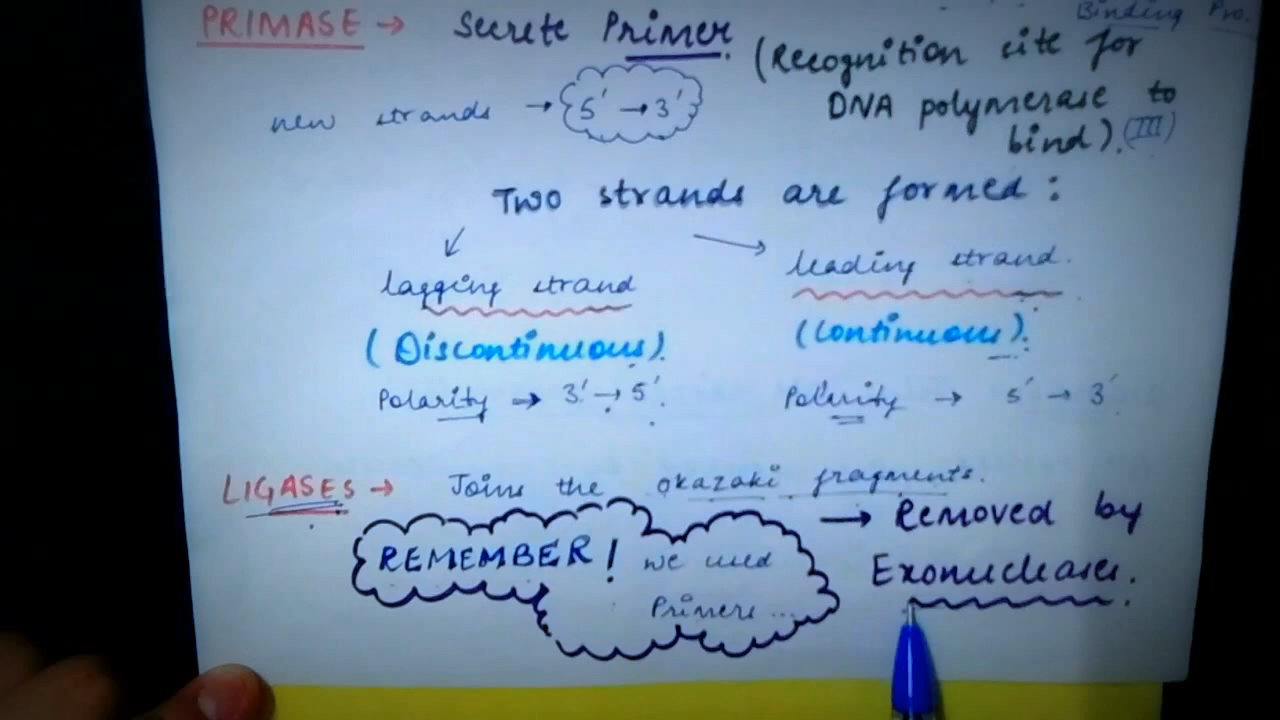 Binding Pro.
PRIMASE → Secrete Primer. (Recognition site for
DNA polymerase to
bind). (III)
new strands → 5' → 3'
Two strands are formed:
lagging strand
leading strand.
(Discontinuous).
(Continuous).
Polarity → 3' → 5'.
Polarity → 5' → 3'
LIGASES → Joins the okazaki fragments.
REMEMBER! we used
Primers ...
→ Removed by
Exonucleases.